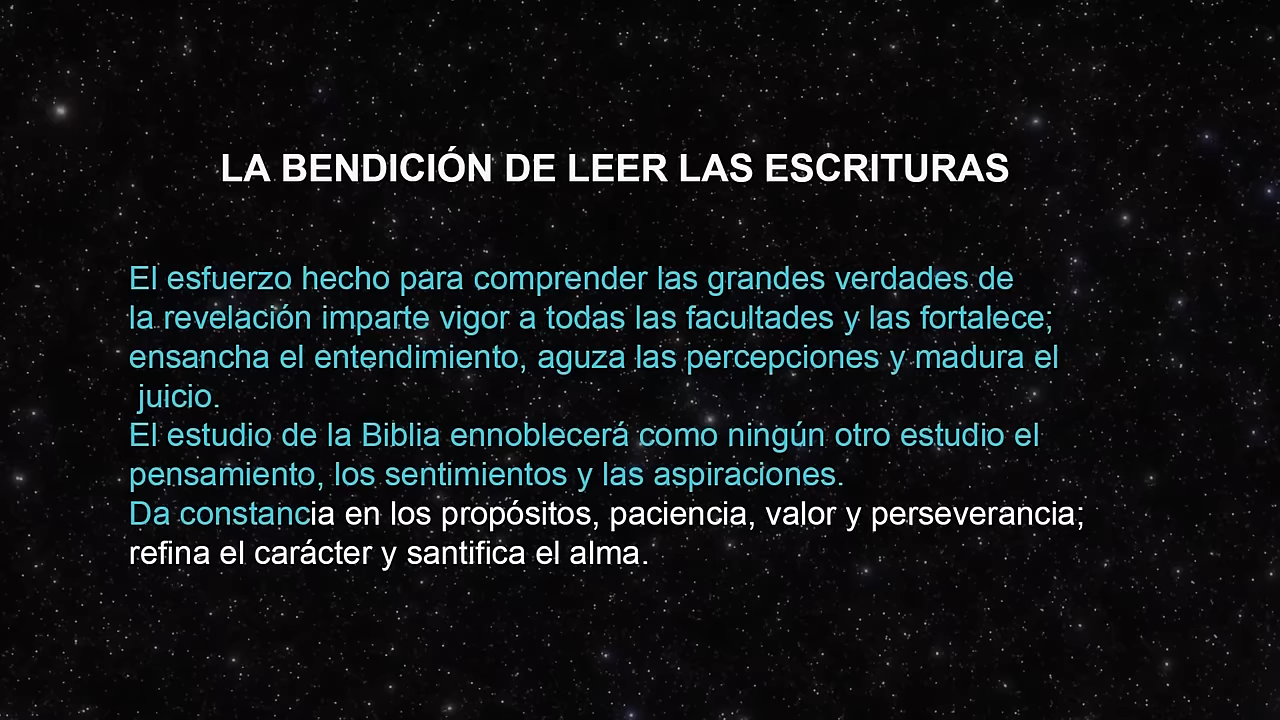 LA BENDICIÓN DE LEER LAS ESCRITURAS
El esfuerzo hecho para comprender las grandes verdades de
la revelación imparte vigor a todas las facultades y las fortalece;
ensancha el entendimiento, aguza las percepciones y madura el
juicio.
El estudio de la Biblia ennoblecerá como ningún otro estudio el
pensamiento, los sentimientos y las aspiraciones.
Da constancia en los propósitos, paciencia, valor y perseverancia;
refina el carácter y santifica el alma.